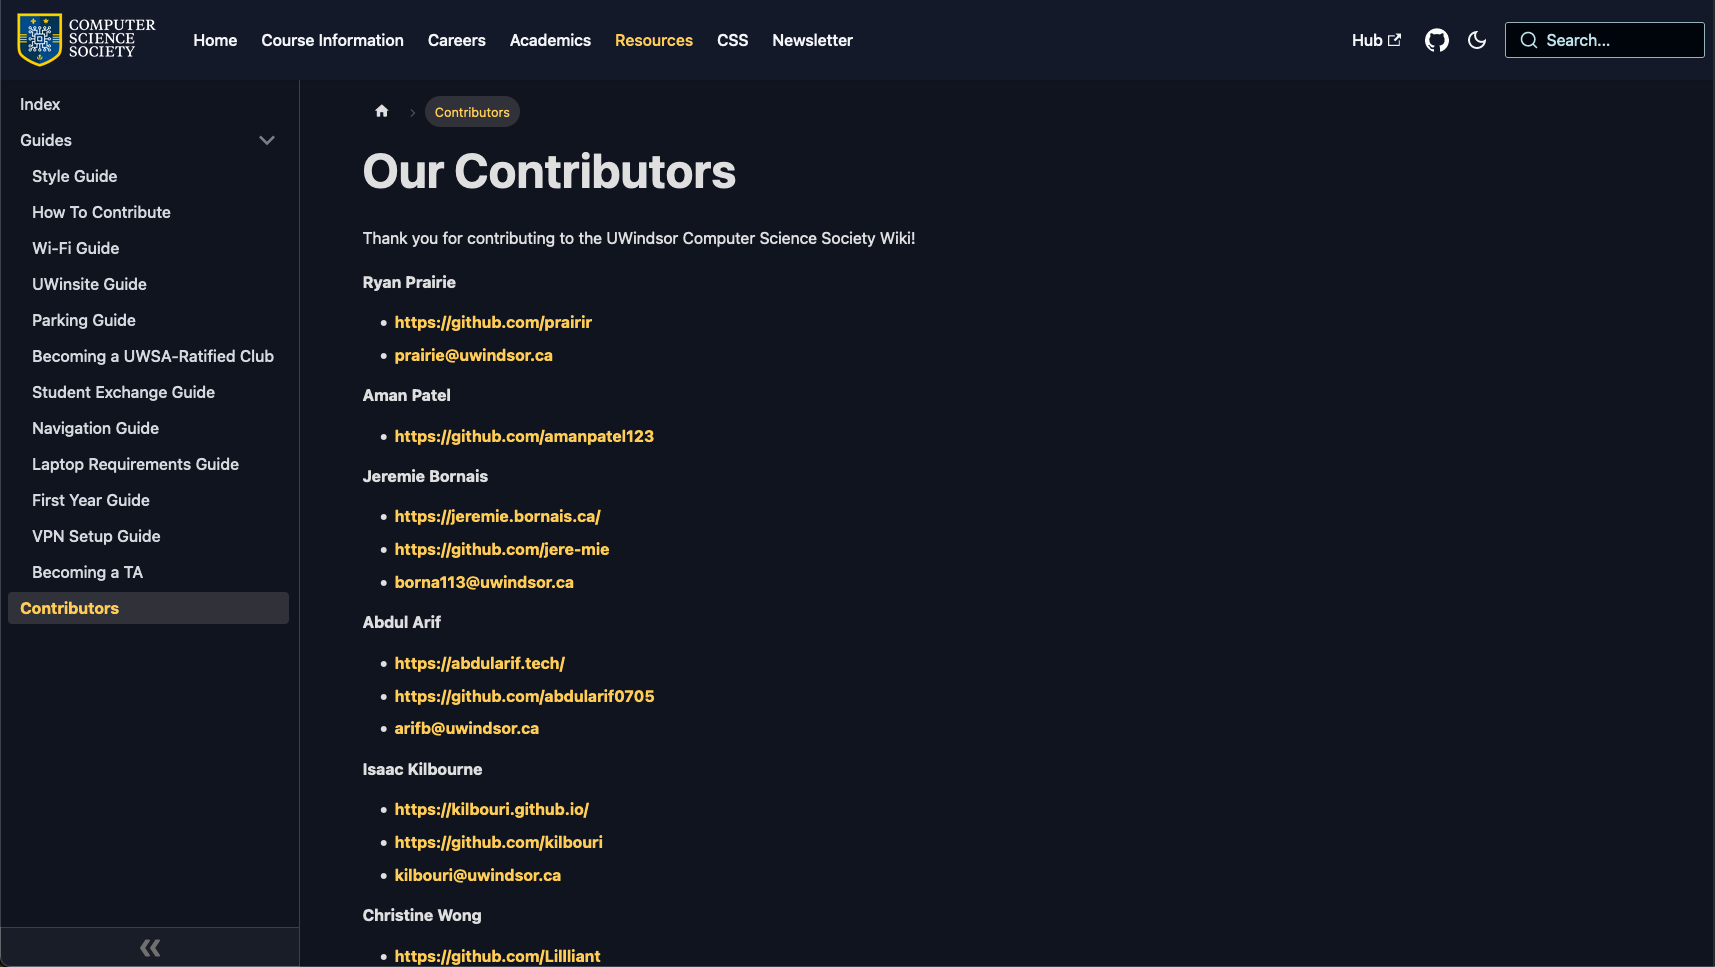 COMPUTER
SCIENCE
SOCIETY
Home
Course Information
Careers
Academics
Resources
CSS
Newsletter
Hub
Search...
Index
Guides
Style Guide
How To Contribute
Wi-Fi Guide
UWinsite Guide
Parking Guide
Becoming a UWSA-Ratified Club
Student Exchange Guide
Navigation Guide
Laptop Requirements Guide
First Year Guide
VPN Setup Guide
Becoming a TA
Contributors
Contributors
Our Contributors
Thank you for contributing to the UWindsor Computer Science Society Wiki!
Ryan Prairie
https://github.com/prairir
prairie@uwindsor.ca
Aman Patel
https://github.com/amanpatel123
Jeremie Bornais
https://jeremie.bornais.ca/
https://github.com/jere-mie
borna113@uwindsor.ca
Abdul Arif
https://abdularif.tech/
https://github.com/abdularif0705
arifb@uwindsor.ca
Isaac Kilbourne
https://kilbouri.github.io/
https://github.com/kilbouri
kilbouri@uwindsor.ca
Christine Wong
https://github.com/Lillliant